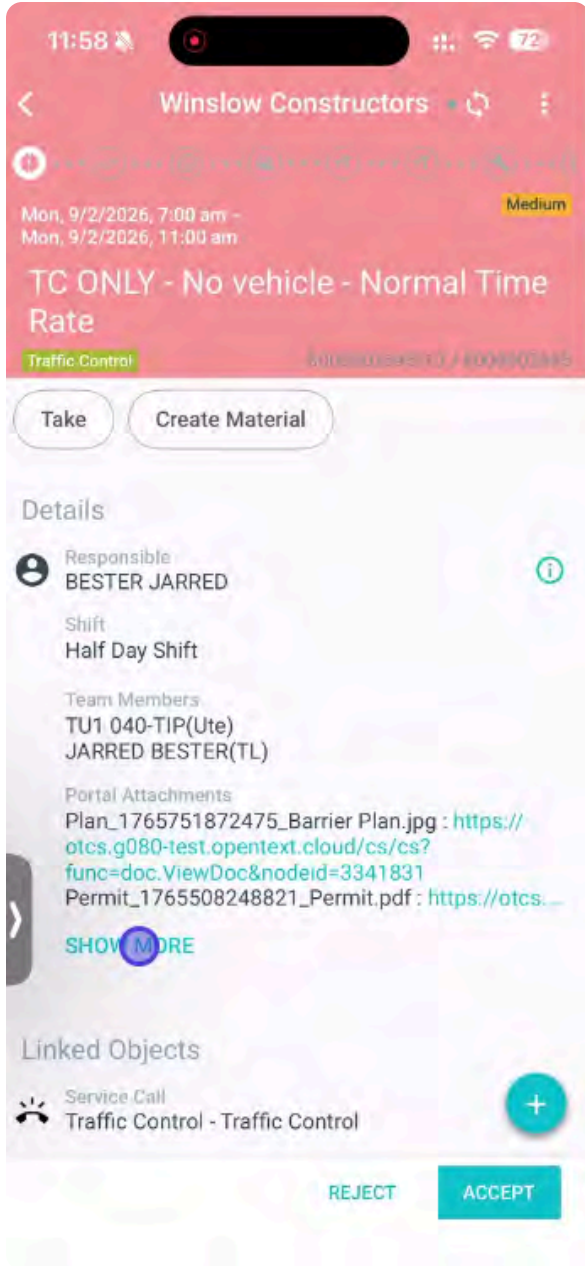 11:58
72
Winslow Constructors
Mon, 9/2/2026, 7:00 am -
Mon, 9/2/2026, 11:00 am
Medium
TC ONLY - No vehicle - Normal Time
Rate
Traffic Control
Take
Create Material
Details
Responsible
BESTER JARRED
Shift
Half Day Shift
Team Members
TU1 040-TIP(Ute)
JARRED BESTER(TL)
Portal Attachments
Plan_1765751872475_Barrier Plan.jpg : https://
otcs.g080-test.opentext.cloud/cs/cs?
func=doc.ViewDoc&nodeid=3341831
Permit_1765508248821_Permit.pdf : https://otcs....
SHOW MORE
Linked Objects
Service Call
Traffic Control - Traffic Control
REJECT
ACCEPT